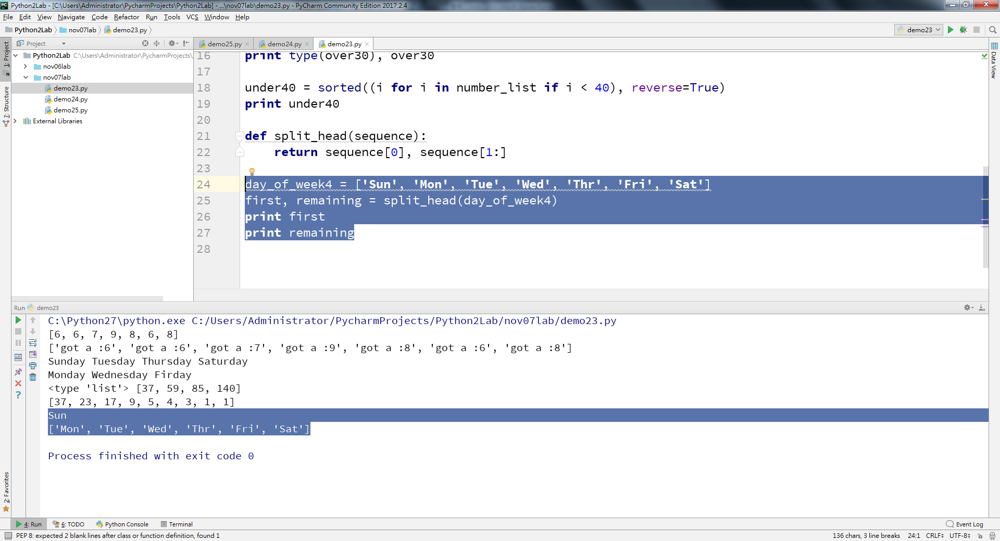 Python2Lab - [C:\Users\Administrator\PycharmProjects\Python2Lab] - ...\nov07lab\demo23.py - PyCharm Community Edition 2017.2.4
File Edit View Navigate Code Refactor Run Tools VCS Window Help
Python2Lab nov07lab demo23.py
demo23
Project
demo25.py demo24.py demo23.py
1: Project
7: Structure
2: Favorites
Data View
Python2Lab C:\Users\Administrator\PycharmProjects\
nov06lab
nov07lab
demo23.py
demo24.py
demo25.py
External Libraries
16 print type(over30), over30
17
18 under40 = sorted((i for i in number_list if i < 40), reverse=True)
19 print under40
20
21 def split_head(sequence):
22     return sequence[0], sequence[1:]
23
24 day_of_week4 = ['Sun', 'Mon', 'Tue', 'Wed', 'Thr', 'Fri', 'Sat']
25 first, remaining = split_head(day_of_week4)
26 print first
27 print remaining
28
Run demo23
C:\Python27\python.exe C:/Users/Administrator/PycharmProjects/Python2Lab/nov07lab/demo23.py
[6, 6, 7, 9, 8, 6, 8]
['got a :6', 'got a :6', 'got a :7', 'got a :9', 'got a :8', 'got a :6', 'got a :8']
Sunday Tuesday Thursday Saturday
Monday Wednesday Firday
<type 'list'> [37, 59, 85, 140]
[37, 23, 17, 9, 5, 4, 3, 1, 1]
Sun
['Mon', 'Tue', 'Wed', 'Thr', 'Fri', 'Sat']
Process finished with exit code 0
4: Run 6: TODO Python Console Terminal Event Log
PEP 8: expected 2 blank lines after class or function definition, found 1 136 chars, 3 line breaks 24:1 CRLF UTF-8